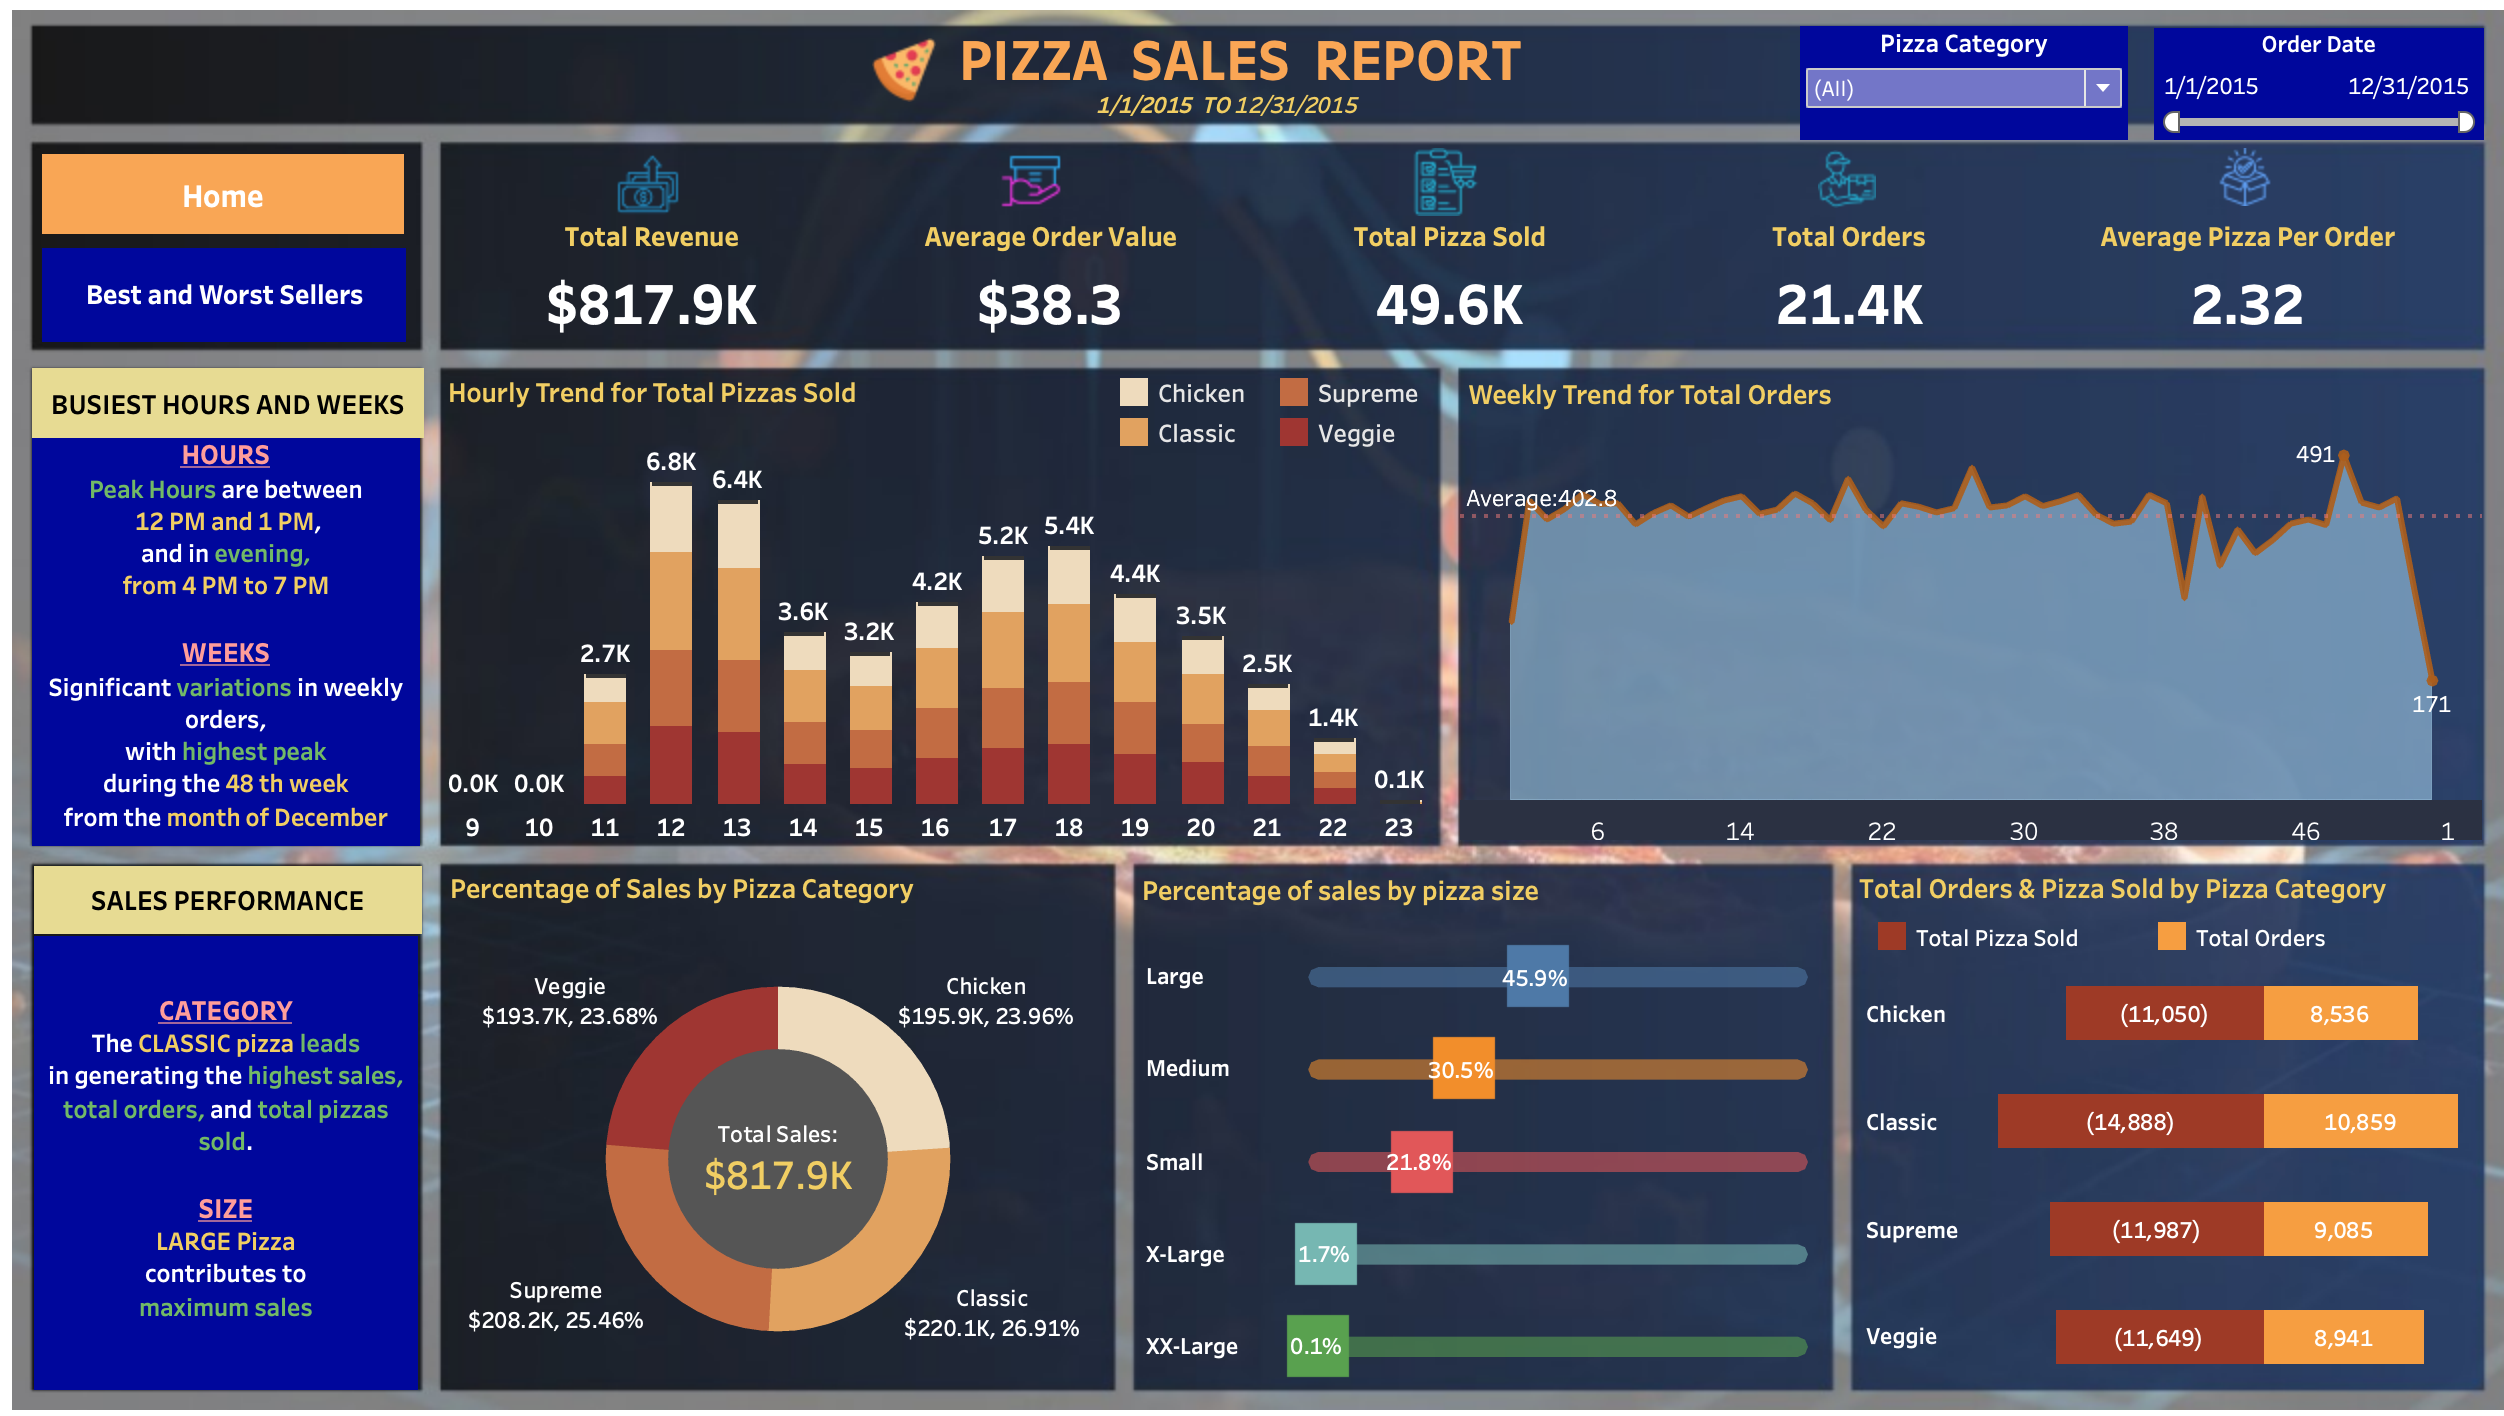 PIZZA SALES REPORT
1/1/2015 TO 12/31/2015
Pizza Category
(All)
Order Date
1/1/2015 12/31/2015
Home
Best and Worst Sellers
Total Revenue
$817.9K
Average Order Value
$38.3
Total Pizza Sold
49.6K
Total Orders
21.4K
Average Pizza Per Order
2.32
BUSIEST HOURS AND WEEKS
HOURS
Peak Hours are between
12 PM and 1 PM,
and in evening,
from 4 PM to 7 PM
WEEKS
Significant variations in weekly
orders,
with highest peak
during the 48 th week
from the month of December
Hourly Trend for Total Pizzas Sold
Chicken Supreme
Classic Veggie
0.0K 0.0K 2.7K 6.8K 6.4K 3.6K 3.2K 4.2K 5.2K 5.4K 4.4K 3.5K 2.5K 1.4K 0.1K
9 10 11 12 13 14 15 16 17 18 19 20 21 22 23
Weekly Trend for Total Orders
491
Average:402.8
171
6 14 22 30 38 46 1
SALES PERFORMANCE
CATEGORY
The CLASSIC pizza leads
in generating the highest sales,
total orders, and total pizzas
sold.
SIZE
LARGE Pizza
contributes to
maximum sales
Percentage of Sales by Pizza Category
Veggie
$193.7K, 23.68%
Chicken
$195.9K, 23.96%
Total Sales:
$817.9K
Supreme
$208.2K, 25.46%
Classic
$220.1K, 26.91%
Percentage of sales by pizza size
Large 45.9%
Medium 30.5%
Small 21.8%
X-Large 1.7%
XX-Large 0.1%
Total Orders & Pizza Sold by Pizza Category
Total Pizza Sold Total Orders
Chicken (11,050) 8,536
Classic (14,888) 10,859
Supreme (11,987) 9,085
Veggie (11,649) 8,941